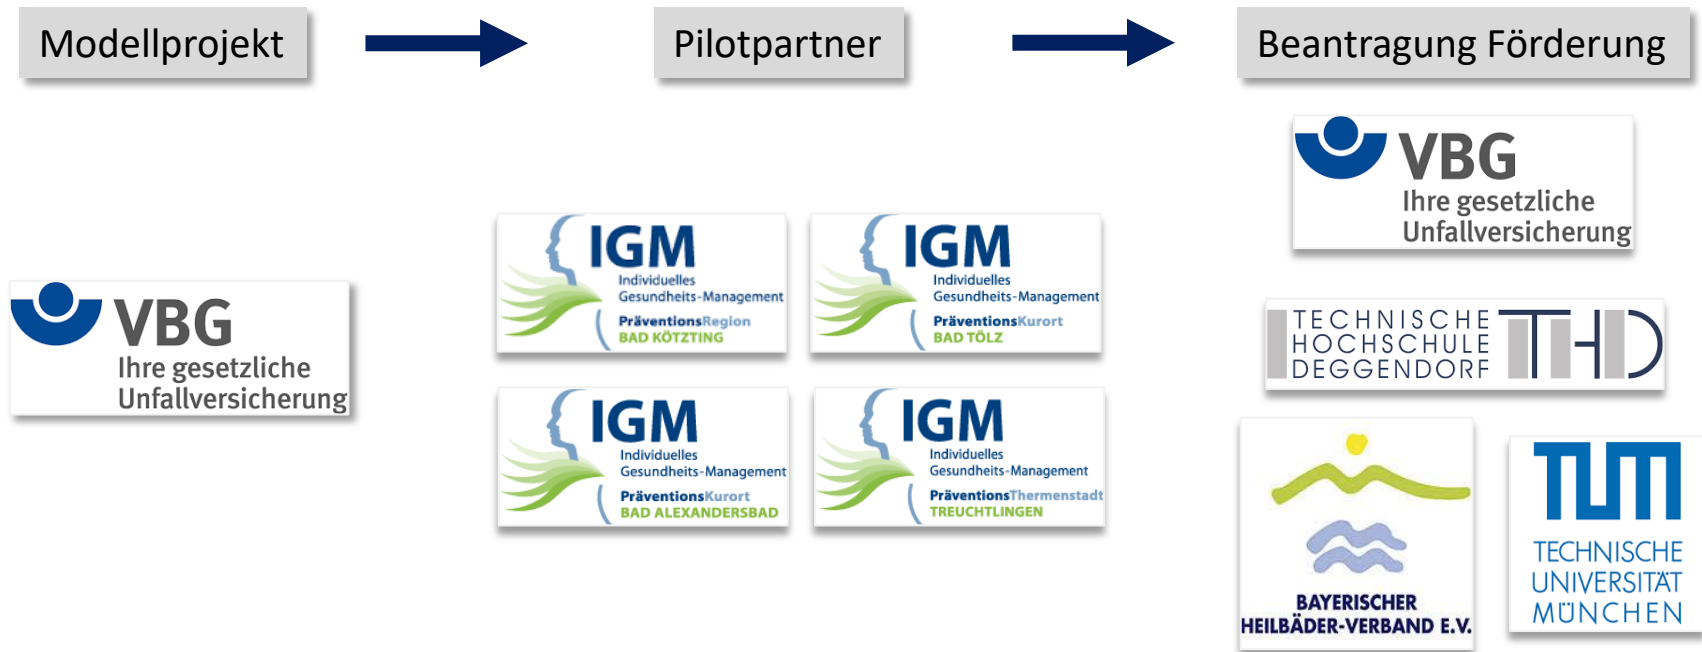 Modellprojekt
Pilotpartner
Beantragung Förderung
VBG
Ihre gesetzliche
Unfallversicherung
IGM
Individuelles
Gesundheits-Management
PräventionsRegion
BAD KÖTZTING
IGM
Individuelles
Gesundheits-Management
PräventionsKurort
BAD TÖLZ
IGM
Individuelles
Gesundheits-Management
PräventionsKurort
BAD ALEXANDERSBAD
IGM
Individuelles
Gesundheits-Management
PräventionsThermenstadt
TREUCHTLINGEN
VBG
Ihre gesetzliche
Unfallversicherung
TECHNISCHE
HOCHSCHULE
DEGGENDORF
THD
BAYERISCHER
HEILBÄDER-VERBAND E.V.
TUM
TECHNISCHE
UNIVERSITÄT
MÜNCHEN